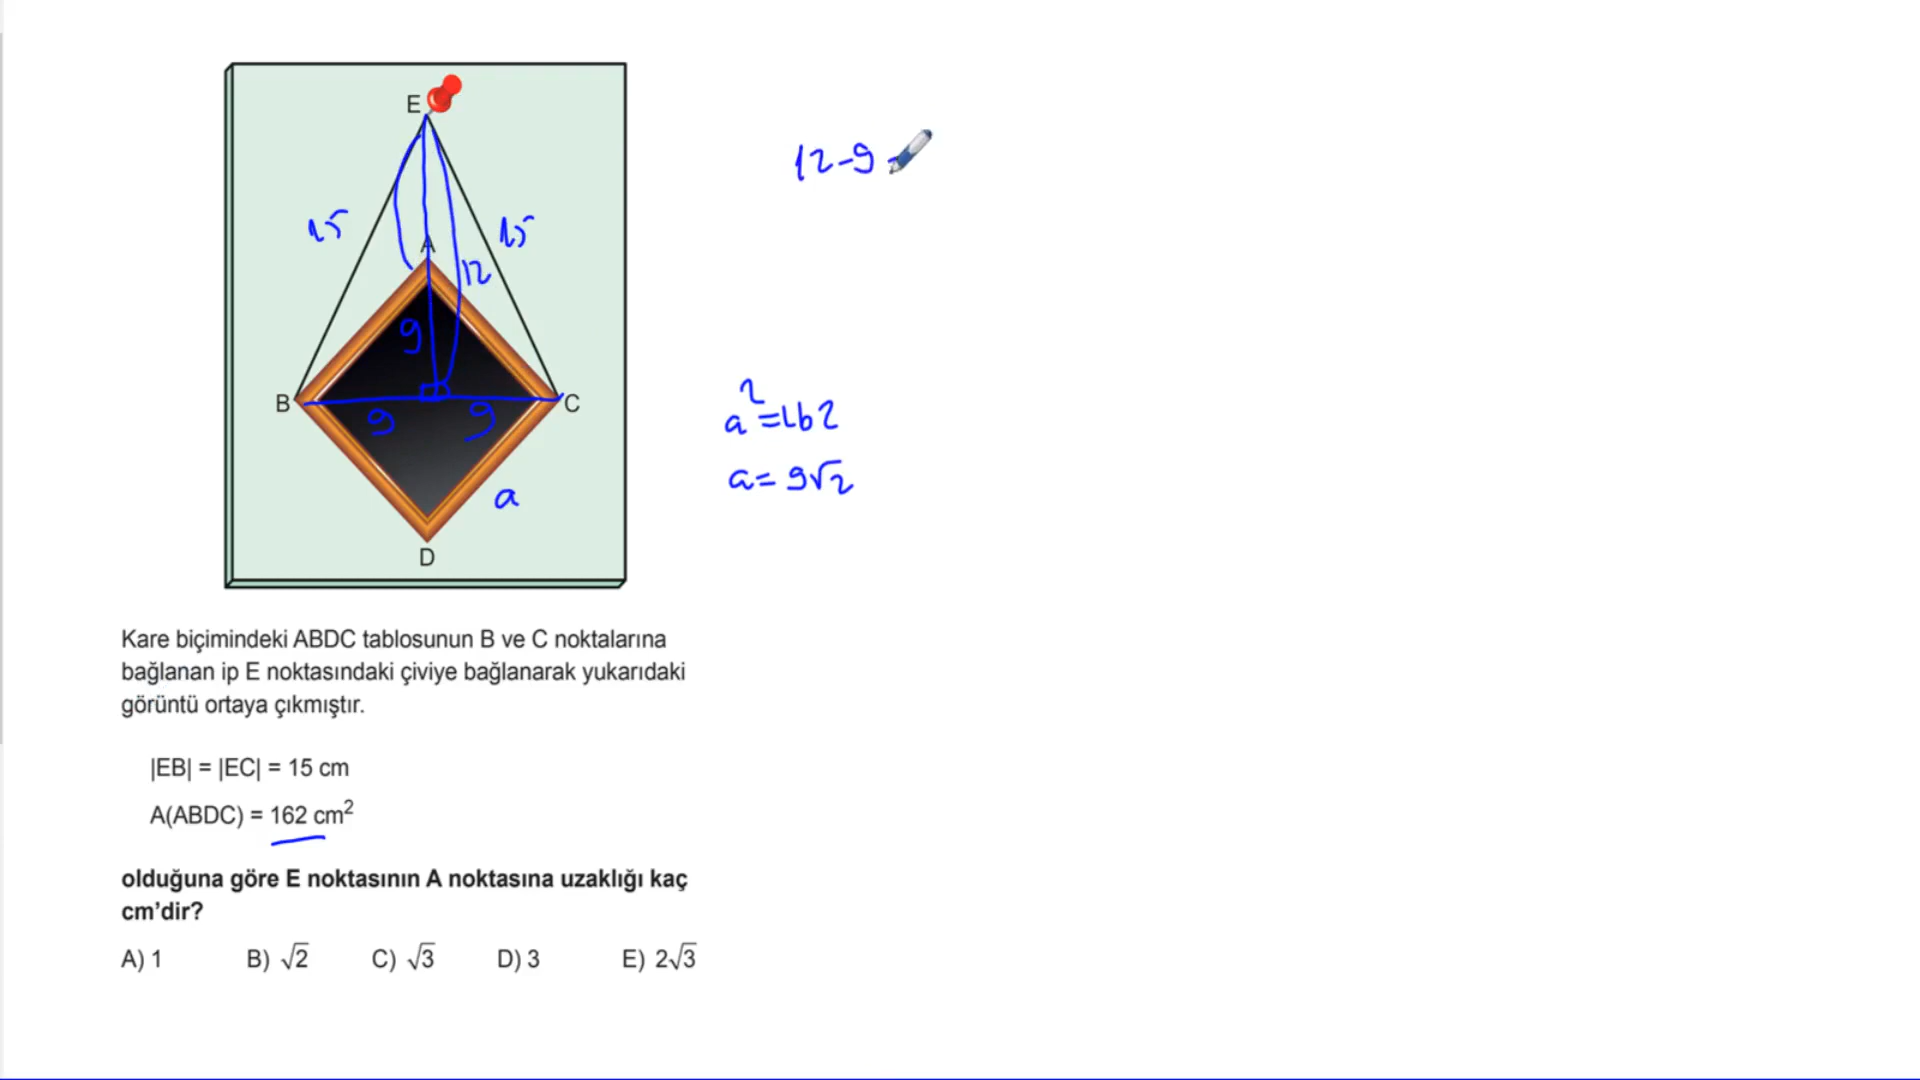 E
12-9
15
15
A
12
9
B
C
9
9
a² = 162
a = 9√2
a
D
Kare biçimindeki ABDC tablosunun B ve C noktalarına
bağlanan ip E noktasındaki çiviye bağlanarak yukarıdaki
görüntü ortaya çıkmıştır.
|EB| = |EC| = 15 cm
A(ABDC) = 162 cm²
olduğuna göre E noktasının A noktasına uzaklığı kaç
cm'dir?
A) 1 B) √2 C) √3 D) 3 E) 2√3